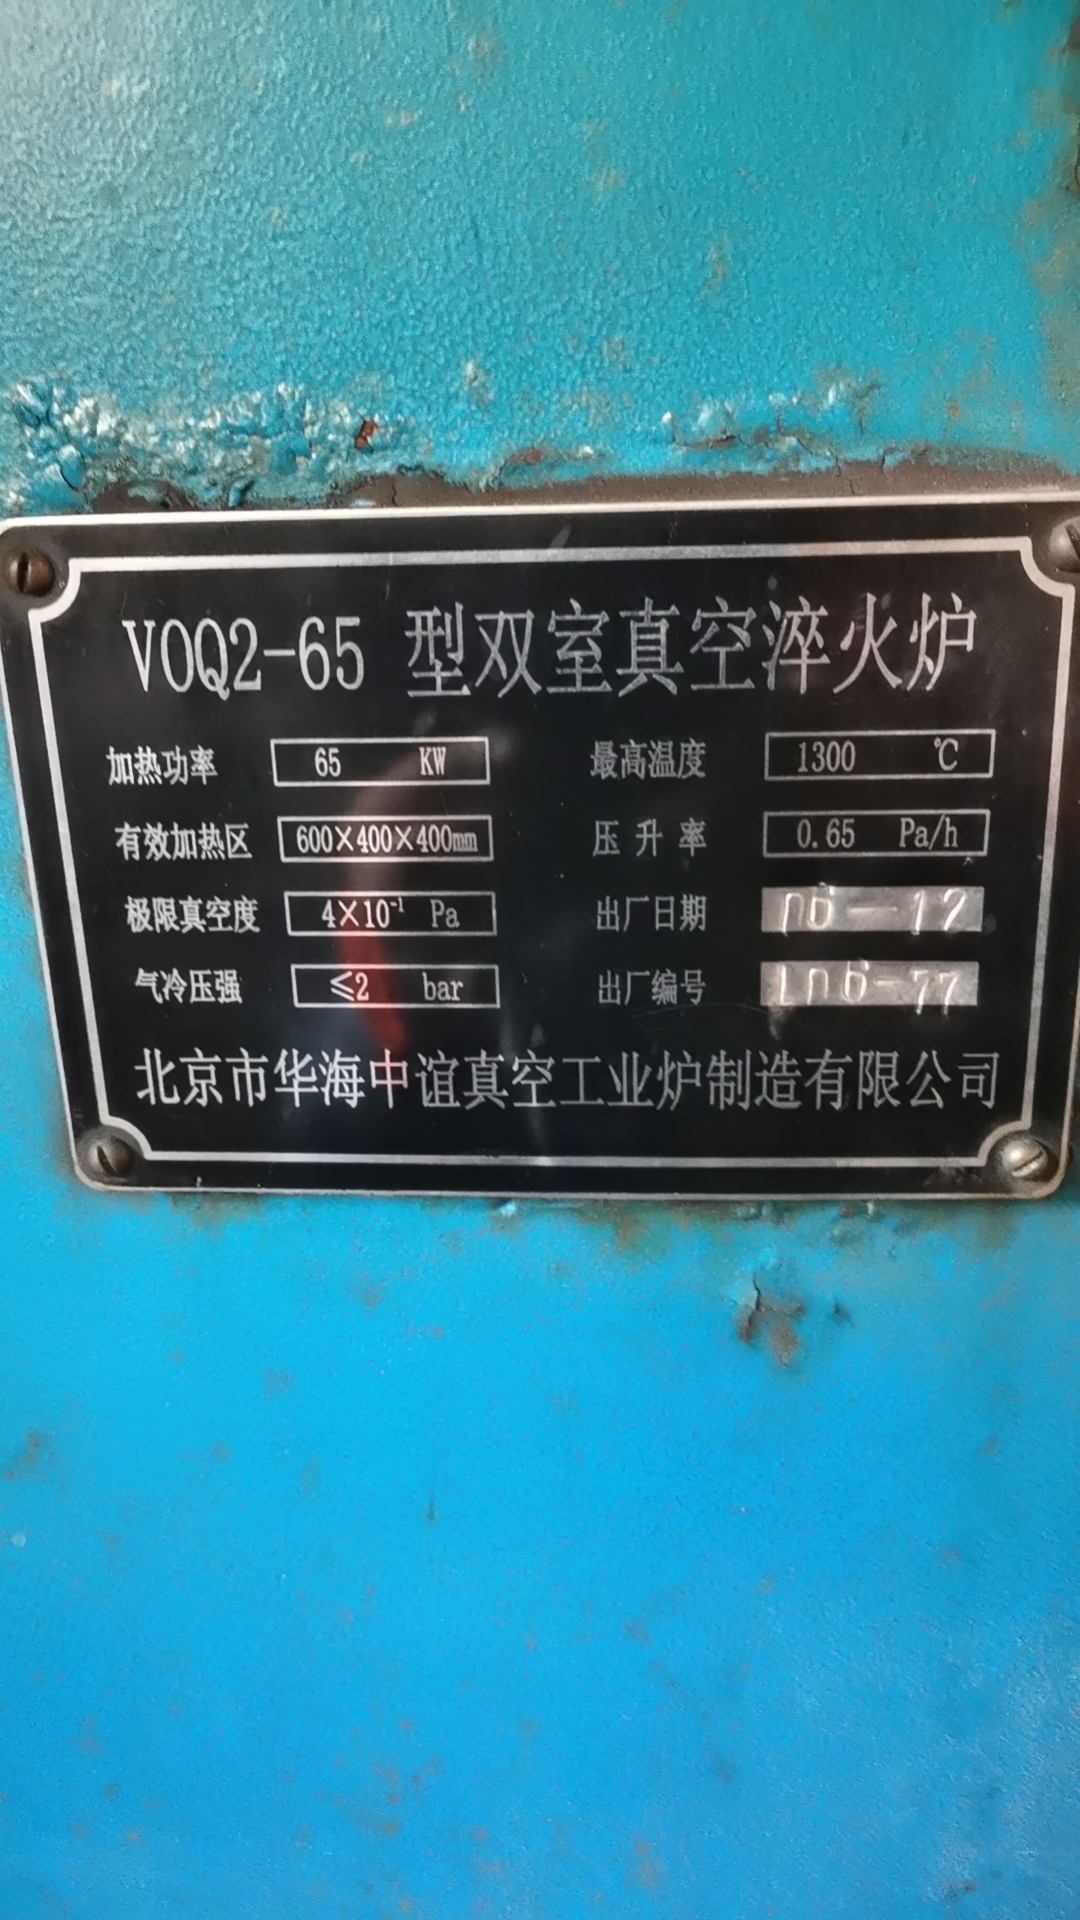 VOQ2-65 型双室真空淬火炉
加热功率 65 KW 最高温度 1300 ℃
有效加热区 600×400×400mm 压升率 0.65 Pa/h
极限真空度 4×10⁻¹ Pa 出厂日期 06-12
气冷压强 ≤2 bar 出厂编号
北京市华海中谊真空工业炉制造有限公司